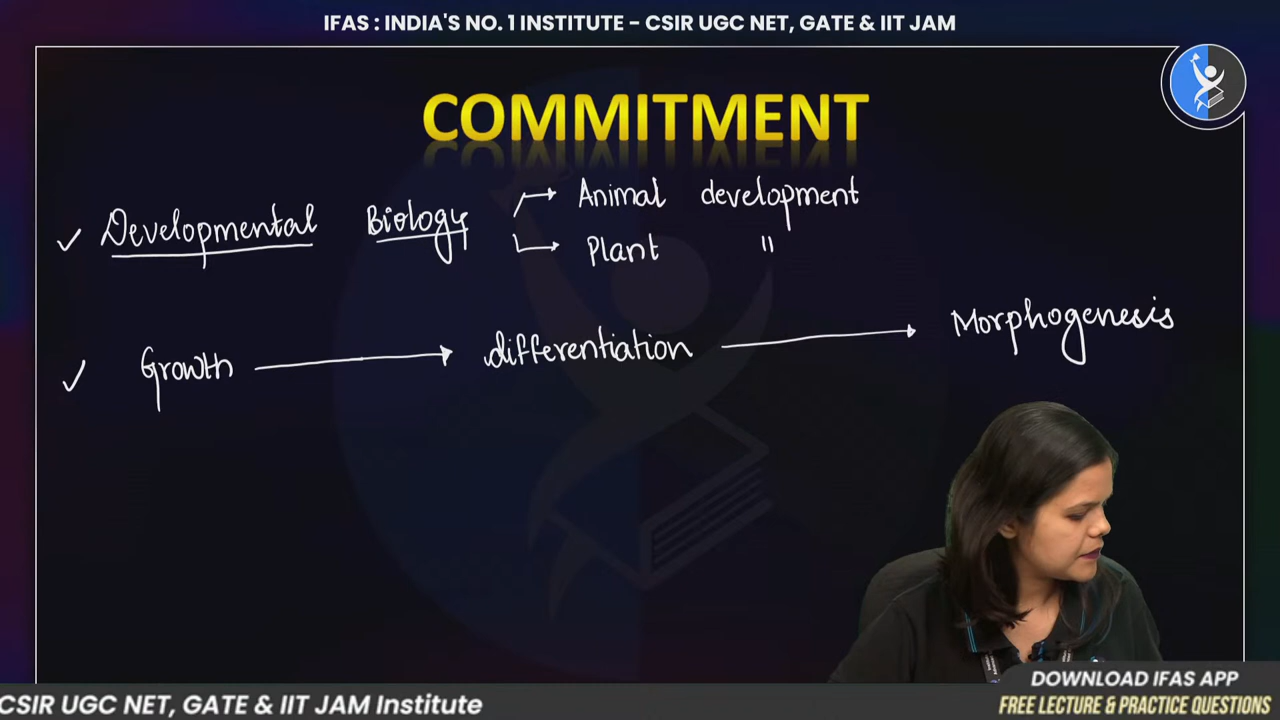 IFAS : INDIA'S NO. 1 INSTITUTE - CSIR UGC NET, GATE & IIT JAM
COMMITMENT
✓ Developmental Biology → Animal development
→ Plant "
✓ Growth → differentiation → Morphogenesis
DOWNLOAD IFAS APP
CSIR UGC NET, GATE & IIT JAM Institute
FREE LECTURE & PRACTICE QUESTIONS